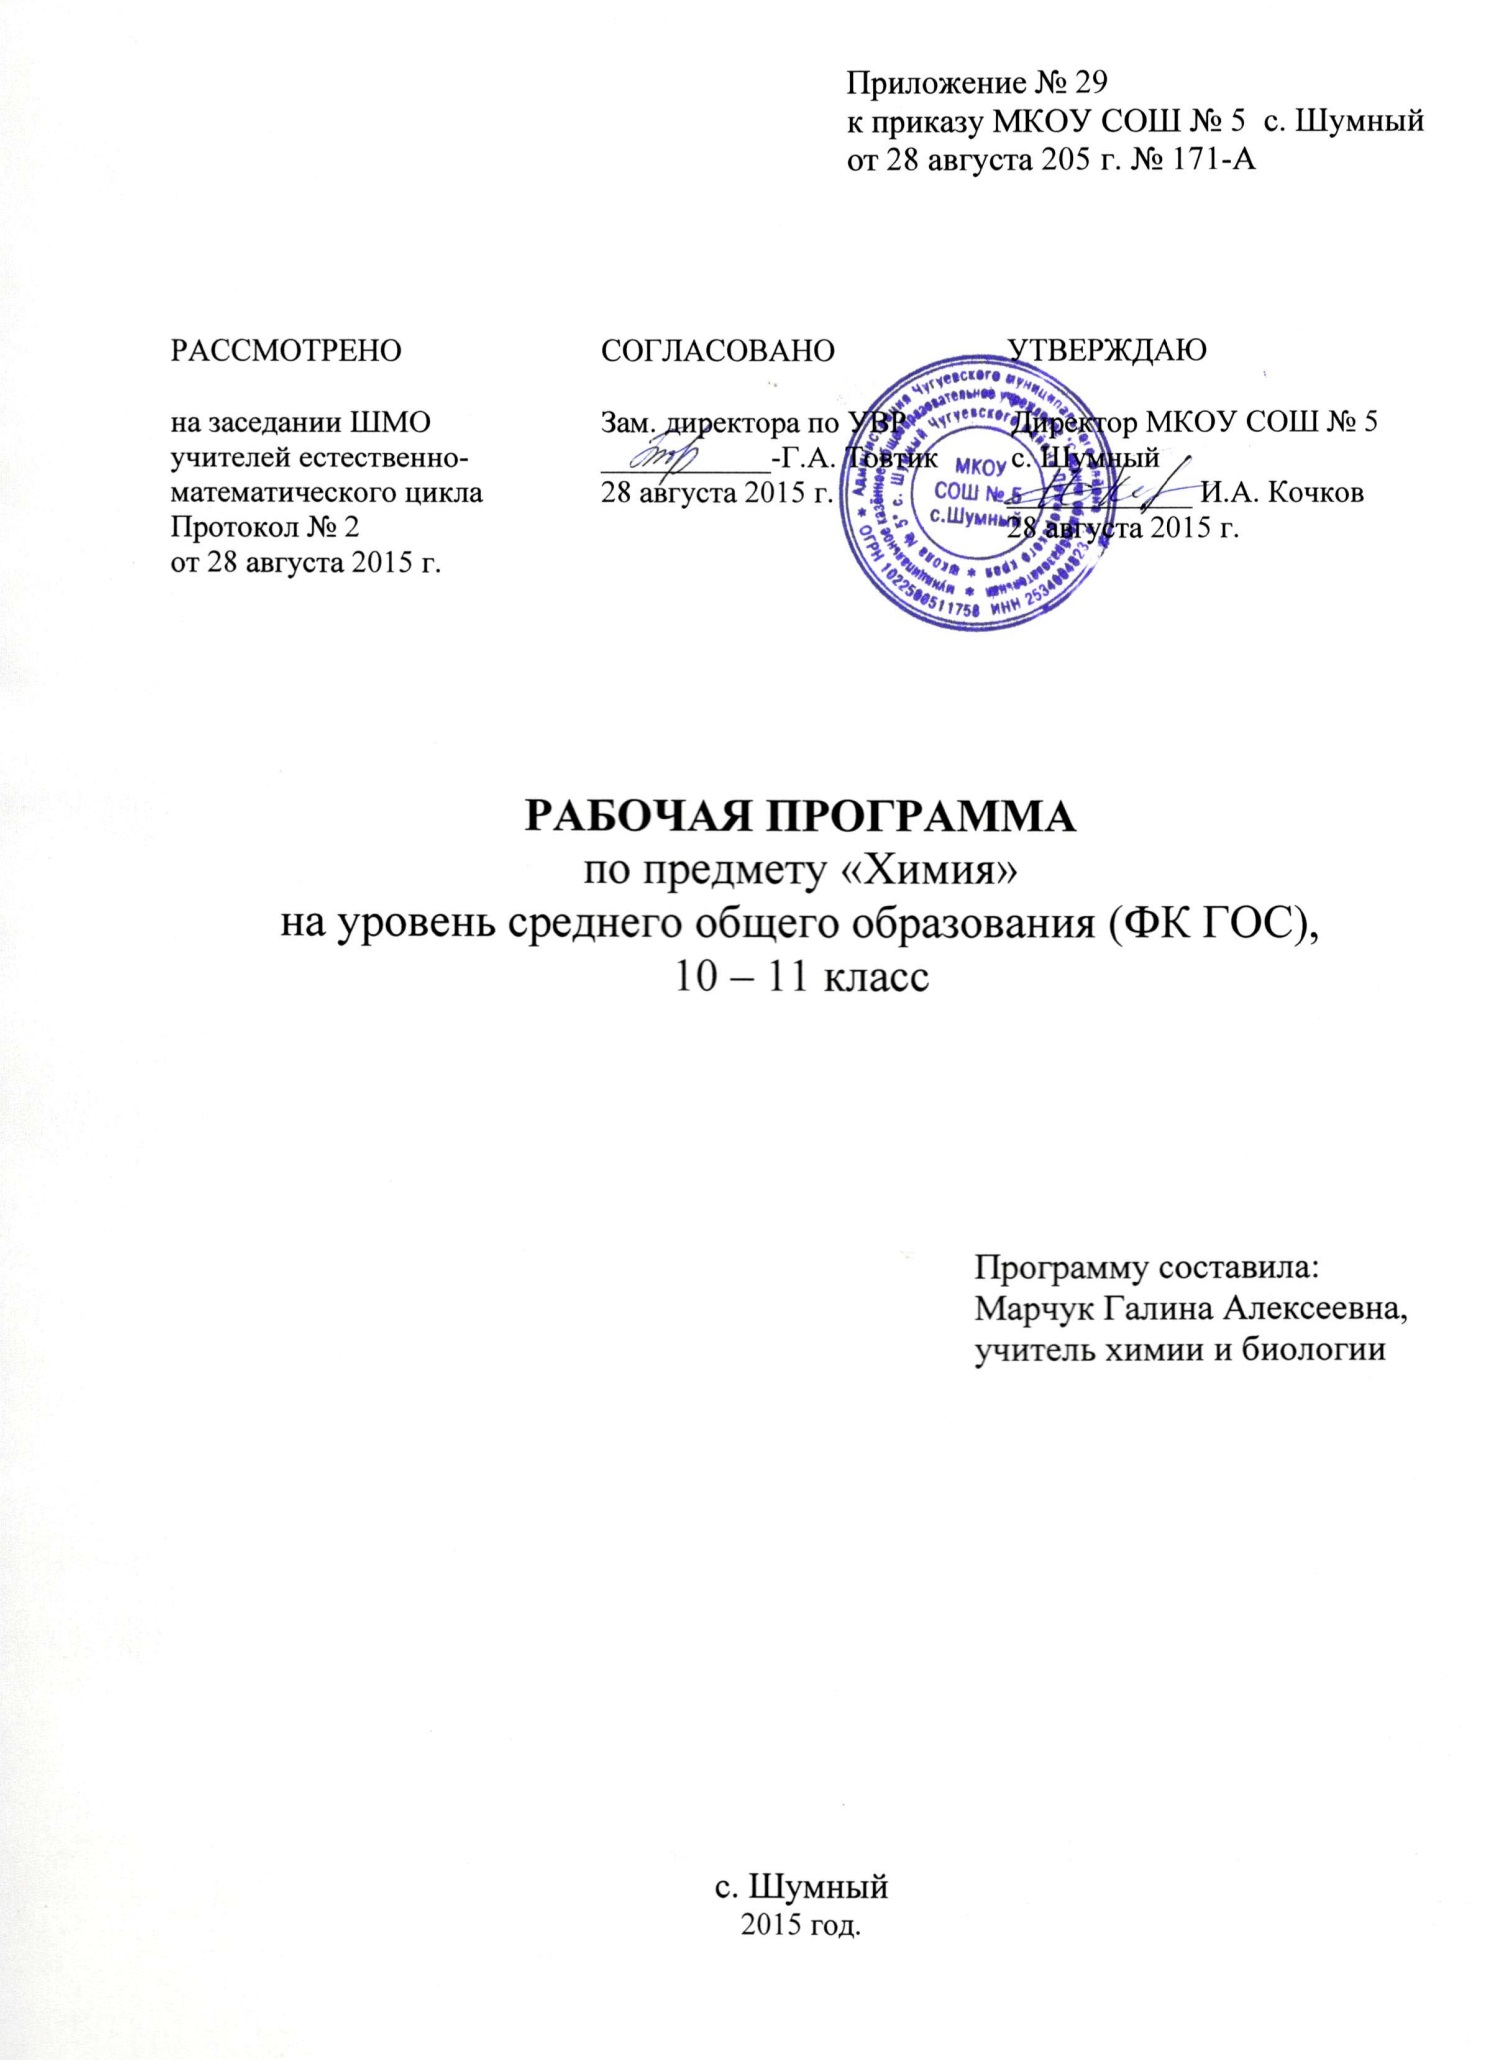 Приложение № 29
к приказу МКОУ СОШ № 5 с. Шумный
от 28 августа 205 г. № 171-А
РАССМОТРЕНО
на заседании ШМО
учителей естественно-
математического цикла
Протокол № 2
от 28 августа 2015 г.
СОГЛАСОВАНО
Зам. директора по УВР
____________-Г.А. Товтик
28 августа 2015 г.
УТВЕРЖДАЮ
Директор МКОУ СОШ № 5
с. Шумный
_____________ И.А. Кочков
28 августа 2015 г.
МКОУ
СОШ № 5
с.Шумный
РАБОЧАЯ ПРОГРАММА
по предмету «Химия»
на уровень среднего общего образования (ФК ГОС),
10 – 11 класс
Программу составила:
Марчук Галина Алексеевна,
учитель химии и биологии
с. Шумный
2015 год.